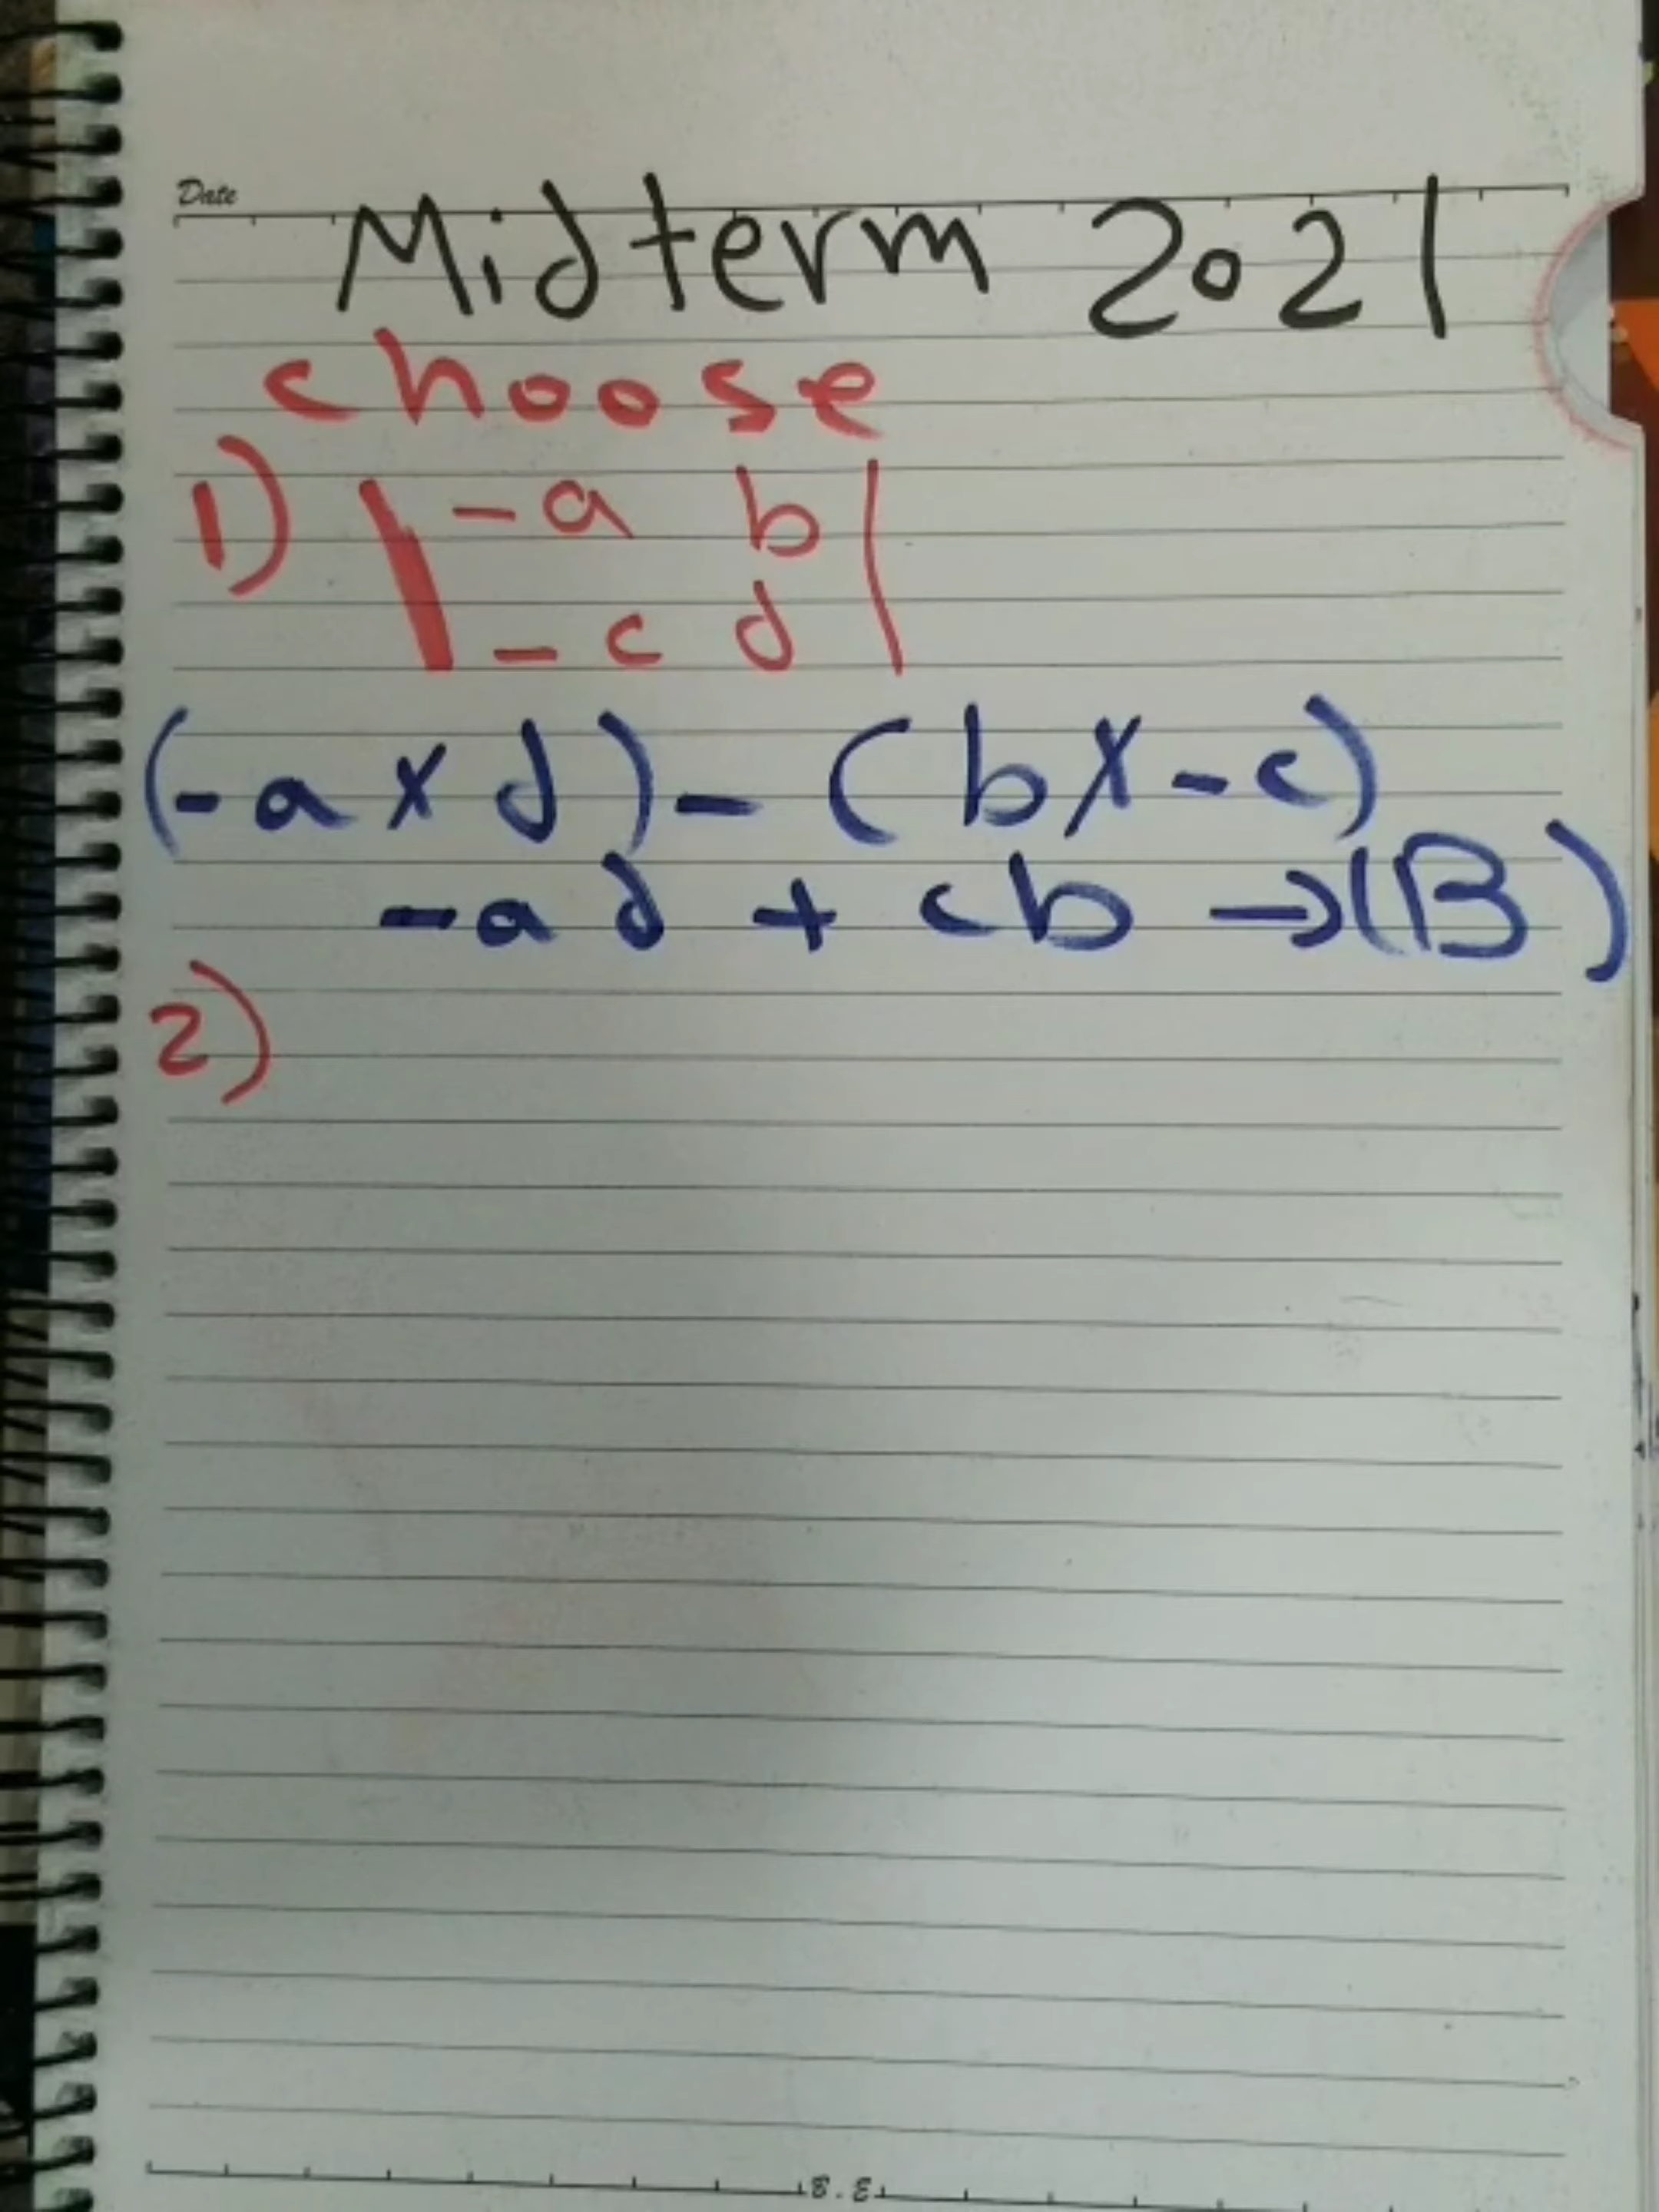 Date
Midterm 2021
choose
1) |-a b|
|-c d|
(-a x d) - (b x -c)
-ad + cb → (B)
2)